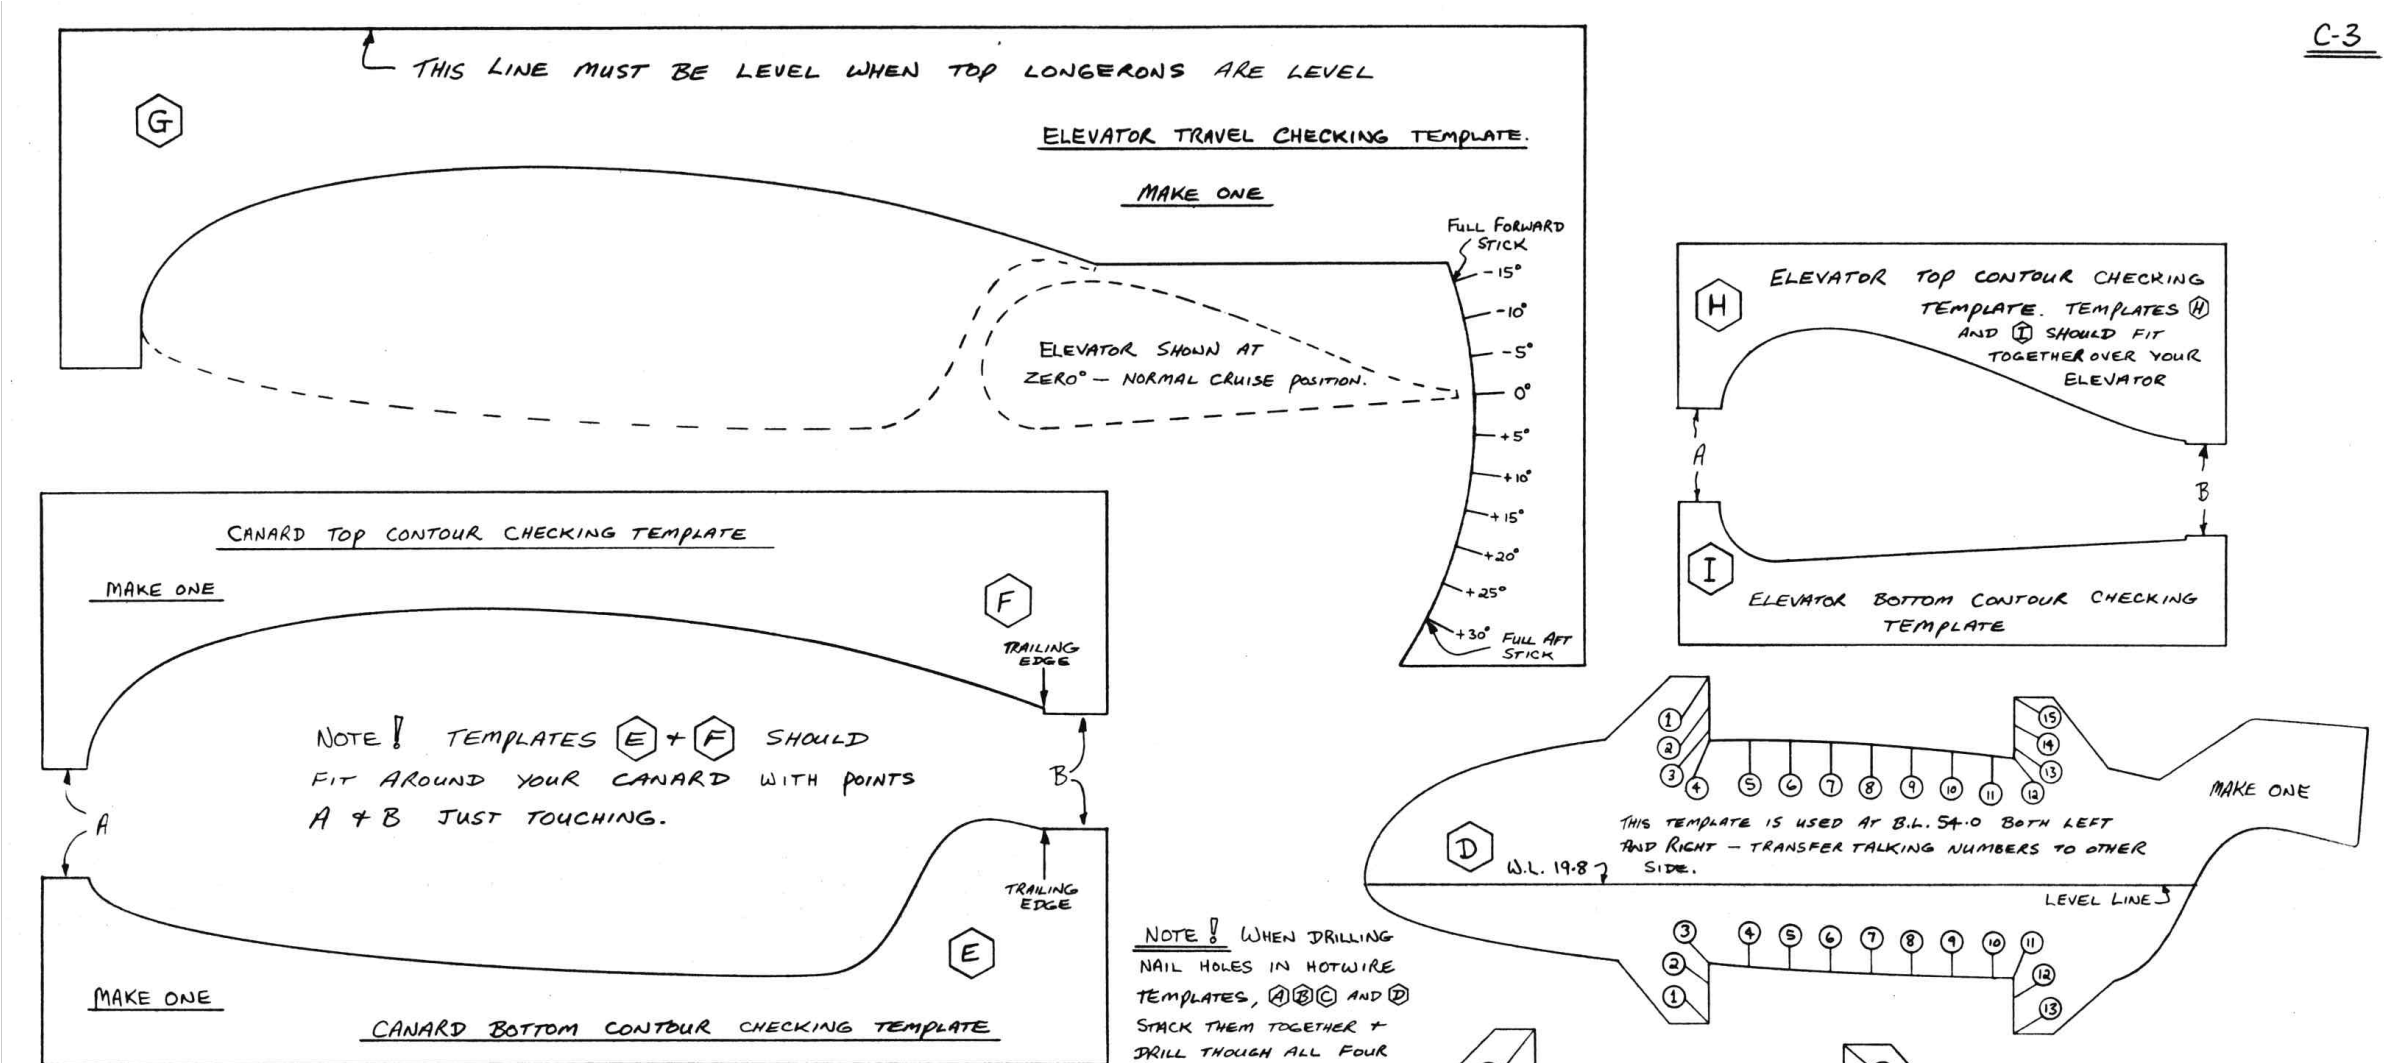 C-3
THIS LINE MUST BE LEVEL WHEN TOP LONGERONS ARE LEVEL
G
ELEVATOR TRAVEL CHECKING TEMPLATE.
MAKE ONE
FULL FORWARD
STICK
-15°
-10°
-5°
0°
+5°
+10°
+15°
+20°
+25°
+30°
FULL AFT
STICK
ELEVATOR SHOWN AT
ZERO° — NORMAL CRUISE POSITION.
H
ELEVATOR TOP CONTOUR CHECKING
TEMPLATE. TEMPLATES H
AND I SHOULD FIT
TOGETHER OVER YOUR
ELEVATOR
A
B
I
ELEVATOR BOTTOM CONTOUR CHECKING
TEMPLATE
CANARD TOP CONTOUR CHECKING TEMPLATE
MAKE ONE
F
TRAILING
EDGE
NOTE! TEMPLATES E + F SHOULD
FIT AROUND YOUR CANARD WITH POINTS
A & B JUST TOUCHING.
A
B
TRAILING
EDGE
E
MAKE ONE
CANARD BOTTOM CONTOUR CHECKING TEMPLATE
NOTE! WHEN DRILLING
NAIL HOLES IN HOTWIRE
TEMPLATES, A B C AND D
STACK THEM TOGETHER +
DRILL THOUGH ALL FOUR
1
2
3
4 5 6 7 8 9 10 11 12
13
14
15
MAKE ONE
THIS TEMPLATE IS USED AT B.L. 54.0 BOTH LEFT
AND RIGHT — TRANSFER TALKING NUMBERS TO OTHER
SIDE.
D
W.L. 19.8
LEVEL LINE
3 4 5 6 7 8 9 10 11
2
1
12
13